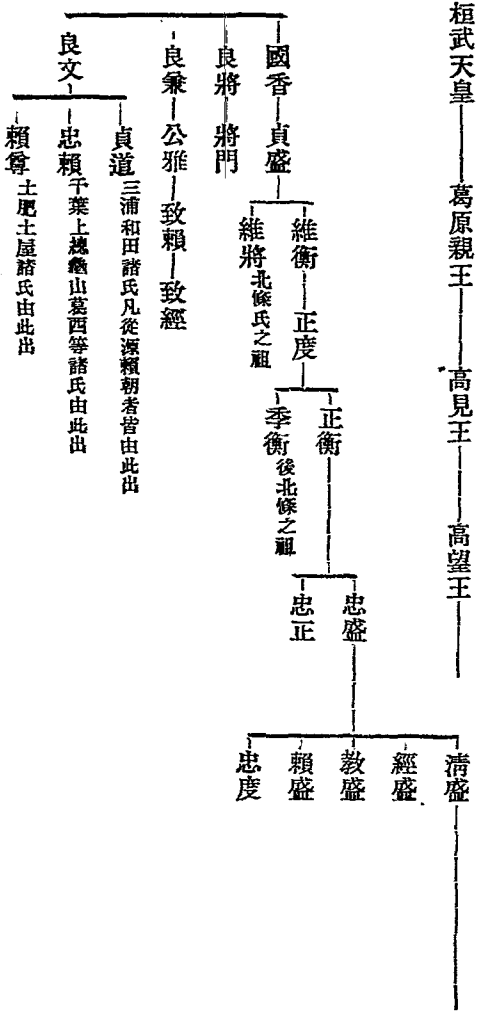 桓武天皇 葛原親王 高見王 高望王
國香 貞盛
維衡 正度
正衡
忠盛
清盛
經盛
教盛
賴盛
忠度
忠正
季衡 後北條之祖
維將 北條氏之祖
良將 將門
良兼 公雅 致賴 致經
良文
貞道 三浦和田諸氏凡從源賴朝者皆由此出
忠賴 千葉上總秩山葛西等諸氏由此出
賴尊 土肥土屋諸氏由此出